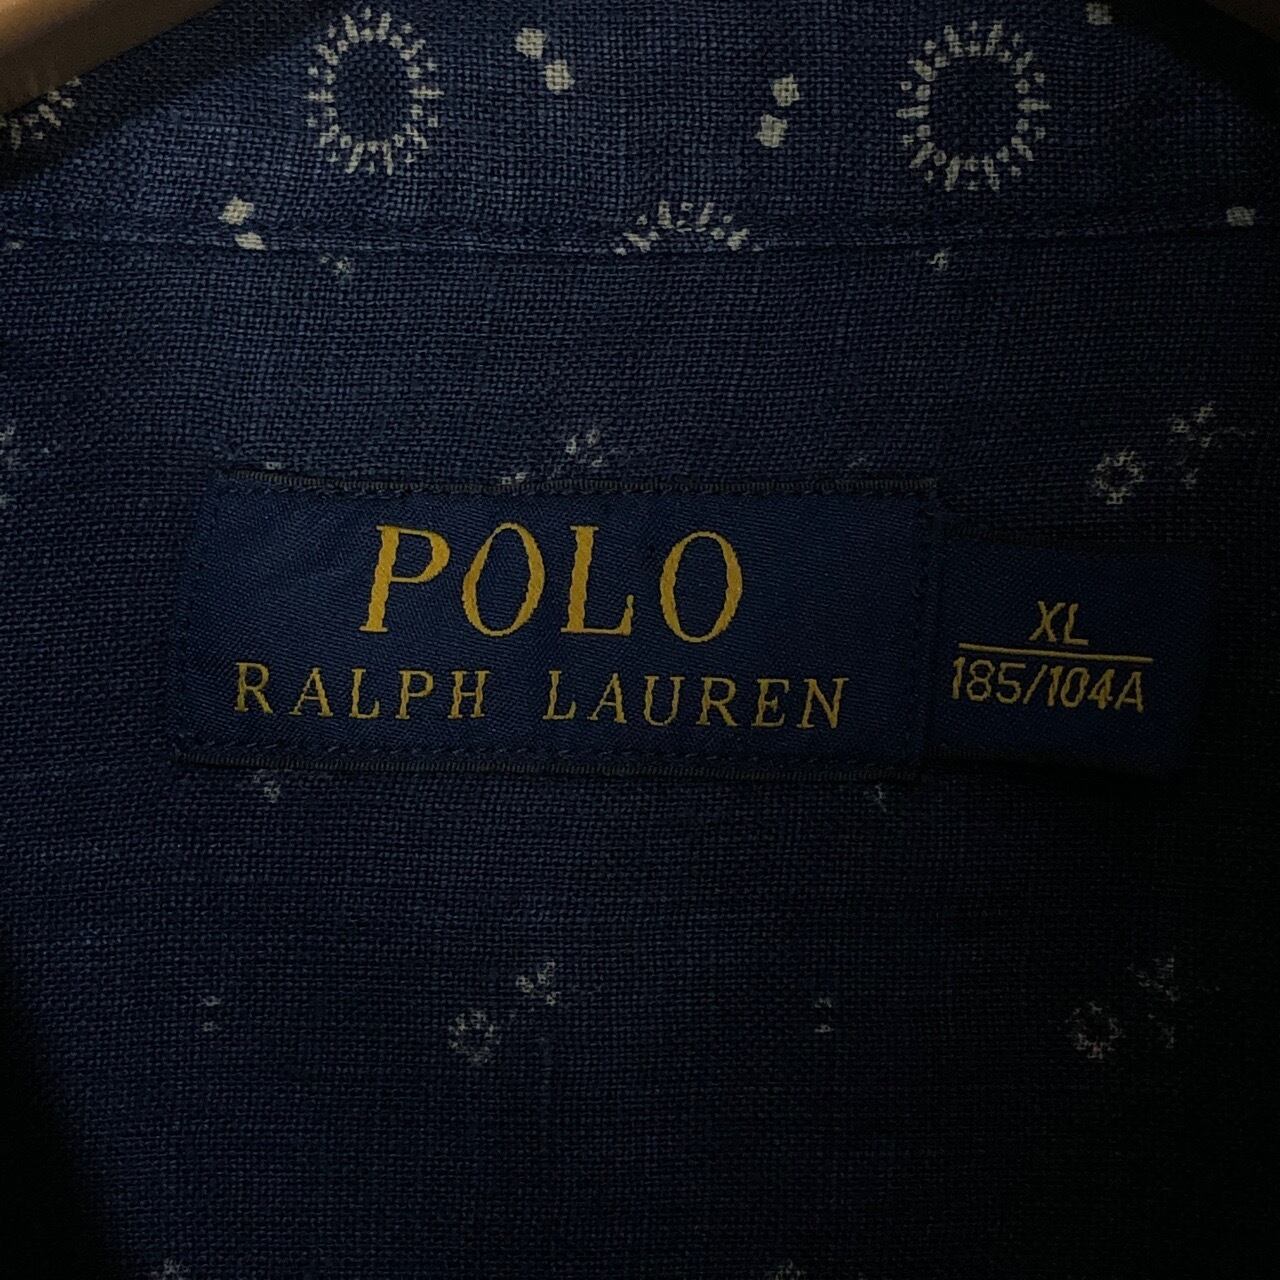 POLO
RALPH LAUREN
XL
185/104A